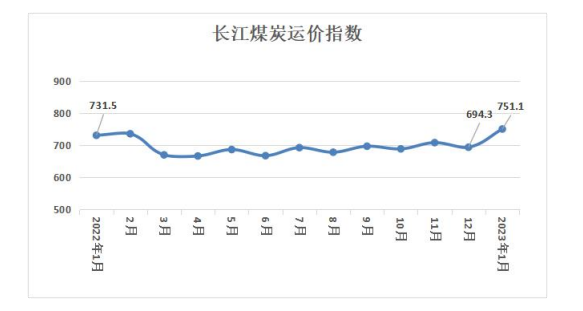 长江煤炭运价指数
900
800
700
600
500
731.5
694.3
751.1
2022年1月
2月
3月
4月
5月
6月
7月
8月
9月
10月
11月
12月
2023年1月